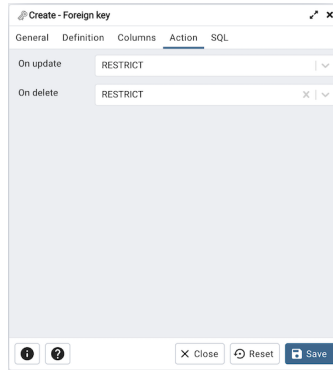 Create - Foreign key
General Definition Columns Action SQL
On update RESTRICT
On delete RESTRICT
Close Reset Save